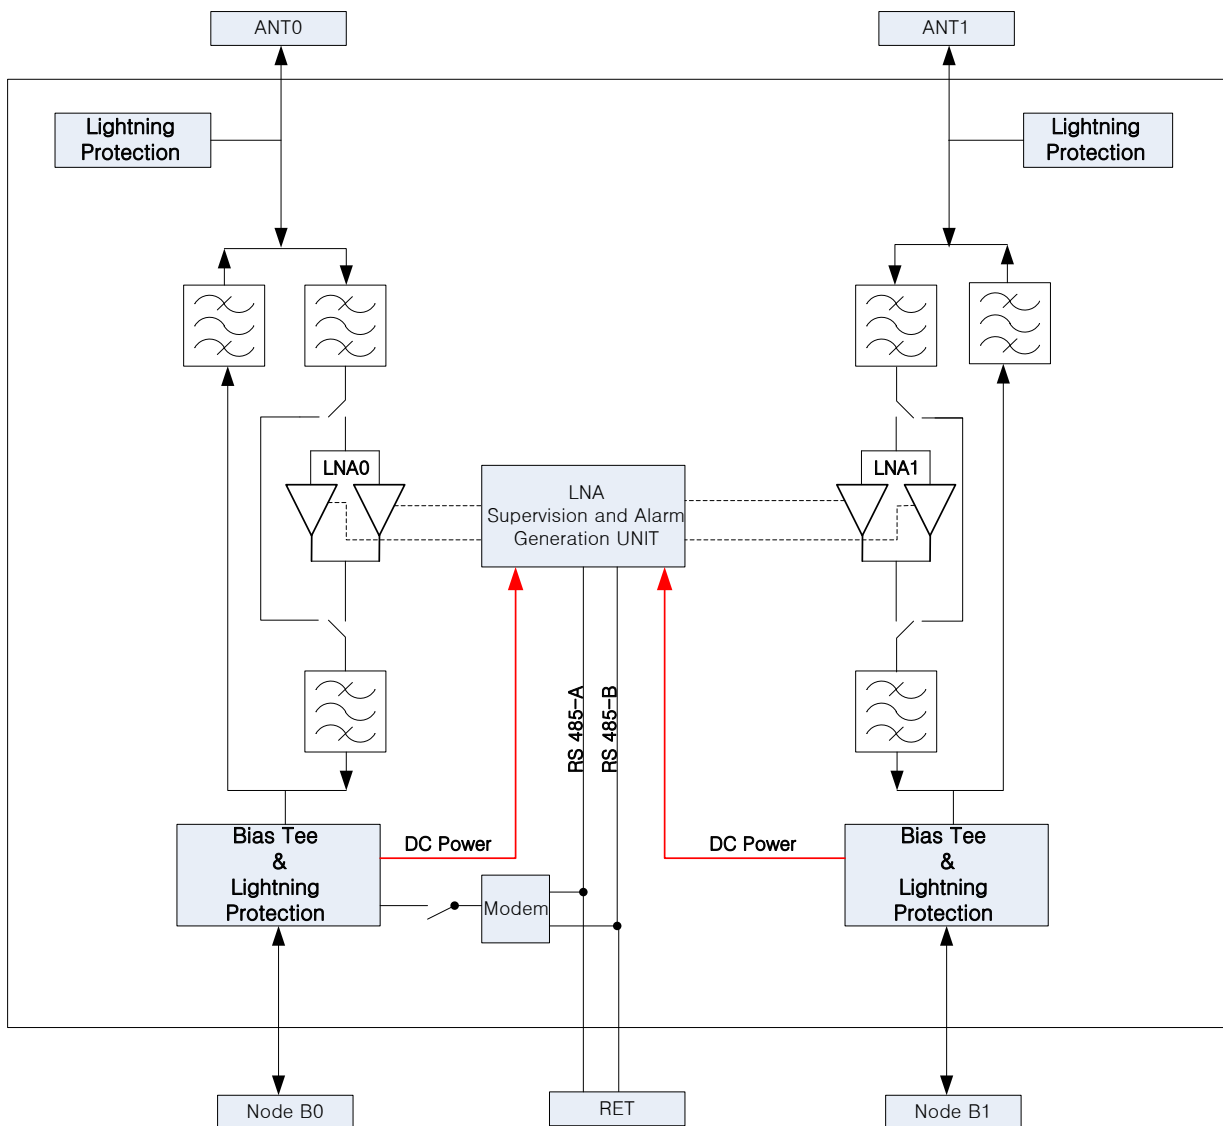 ANT0
ANT1
Lightning
Protection
Lightning
Protection
LNA0
LNA1
LNA
Supervision and Alarm
Generation UNIT
RS 485-A
RS 485-B
Bias Tee
&
Lightning
Protection
DC Power
DC Power
Bias Tee
&
Lightning
Protection
Modem
Node B0
RET
Node B1